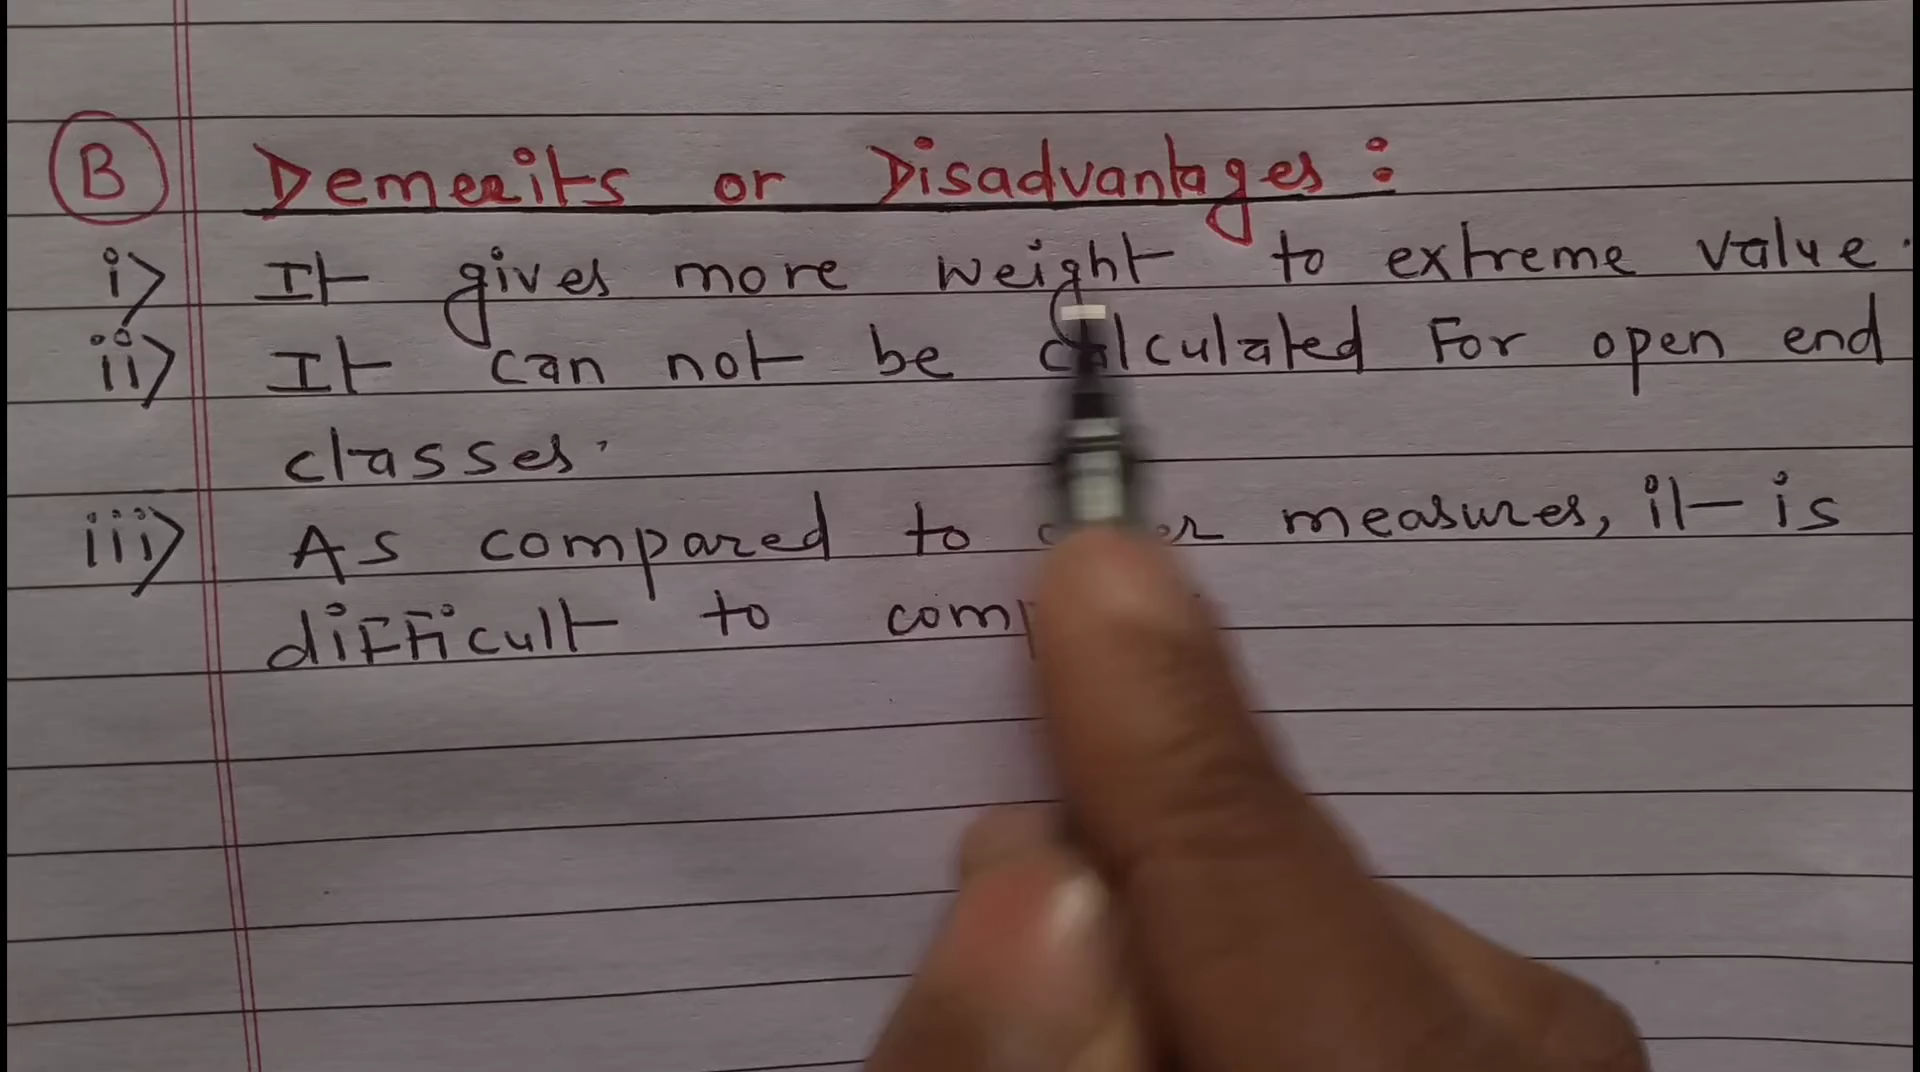 B Demerits or Disadvantages :
i> It gives more weight to extreme value.
ii> It can not be calculated For open end
classes.
iii> As compared to measures, it is
difficult to